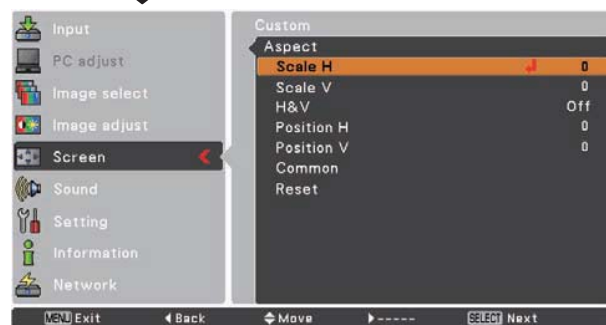 Input
PC adjust
Image select
Image adjust
Screen
Sound
Setting
Information
Network
Custom
Aspect
Scale H 0
Scale V 0
H&V Off
Position H 0
Position V 0
Common
Reset
MENU Exit Back Move ----- SELECT Next